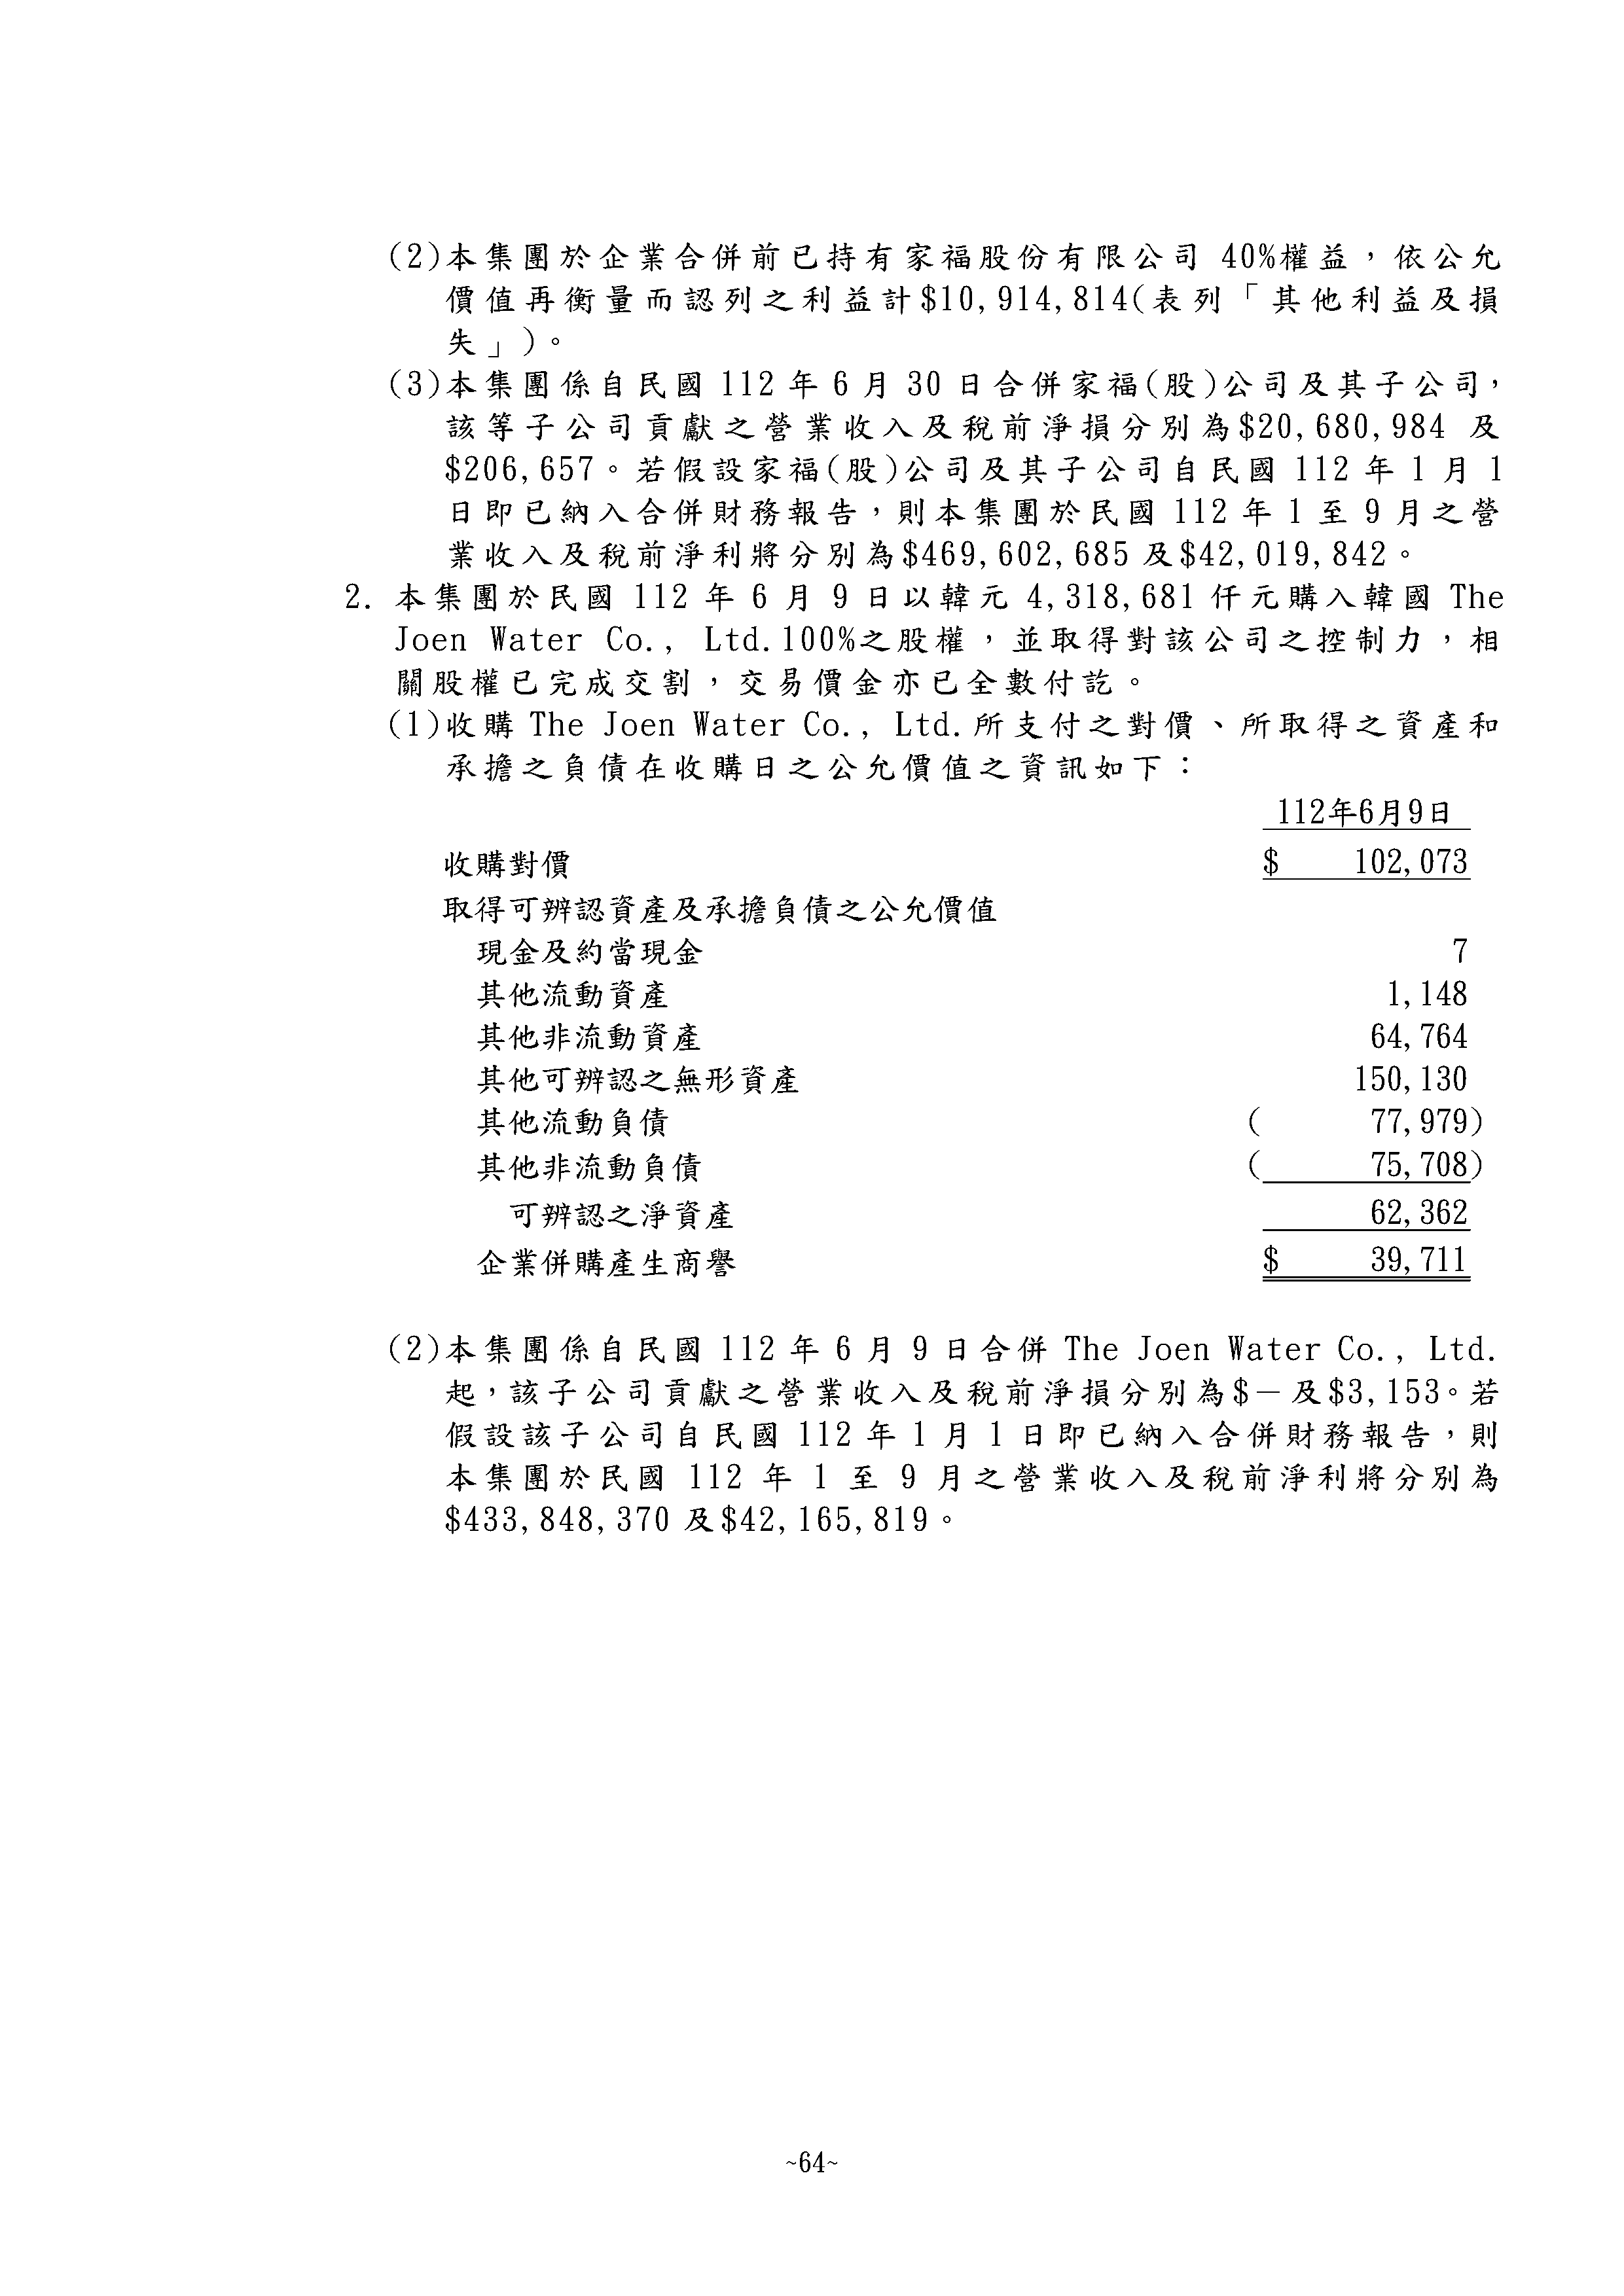 (2)本集團於企業合併前已持有家福股份有限公司 40%權益，依公允
價值再衡量而認列之利益計$10,914,814(表列「其他利益及損
失」)。
(3)本集團係自民國 112 年 6 月 30 日合併家福(股)公司及其子公司，
該等子公司貢獻之營業收入及稅前淨損分別為$20,680,984 及
$206,657。若假設家福(股)公司及其子公司自民國 112 年 1 月 1
日即已納入合併財務報告，則本集團於民國 112 年 1 至 9 月之營
業收入及稅前淨利將分別為$469,602,685 及$42,019,842。
2. 本集團於民國 112 年 6 月 9 日以韓元 4,318,681 仟元購入韓國 The
Joen Water Co., Ltd.100%之股權，並取得對該公司之控制力，相
關股權已完成交割，交易價金亦已全數付訖。
(1)收購 The Joen Water Co., Ltd.所支付之對價、所取得之資產和
承擔之負債在收購日之公允價值之資訊如下：
112年6月9日
收購對價 $ 102,073
取得可辨認資產及承擔負債之公允價值
現金及約當現金 7
其他流動資產 1,148
其他非流動資產 64,764
其他可辨認之無形資產 150,130
其他流動負債 ( 77,979)
其他非流動負債 ( 75,708)
可辨認之淨資產 62,362
企業併購產生商譽 $ 39,711
(2)本集團係自民國 112 年 6 月 9 日合併 The Joen Water Co., Ltd.
起，該子公司貢獻之營業收入及稅前淨損分別為$－及$3,153。若
假設該子公司自民國 112 年 1 月 1 日即已納入合併財務報告，則
本集團於民國 112 年 1 至 9 月之營業收入及稅前淨利將分別為
$433,848,370 及$42,165,819。
~64~